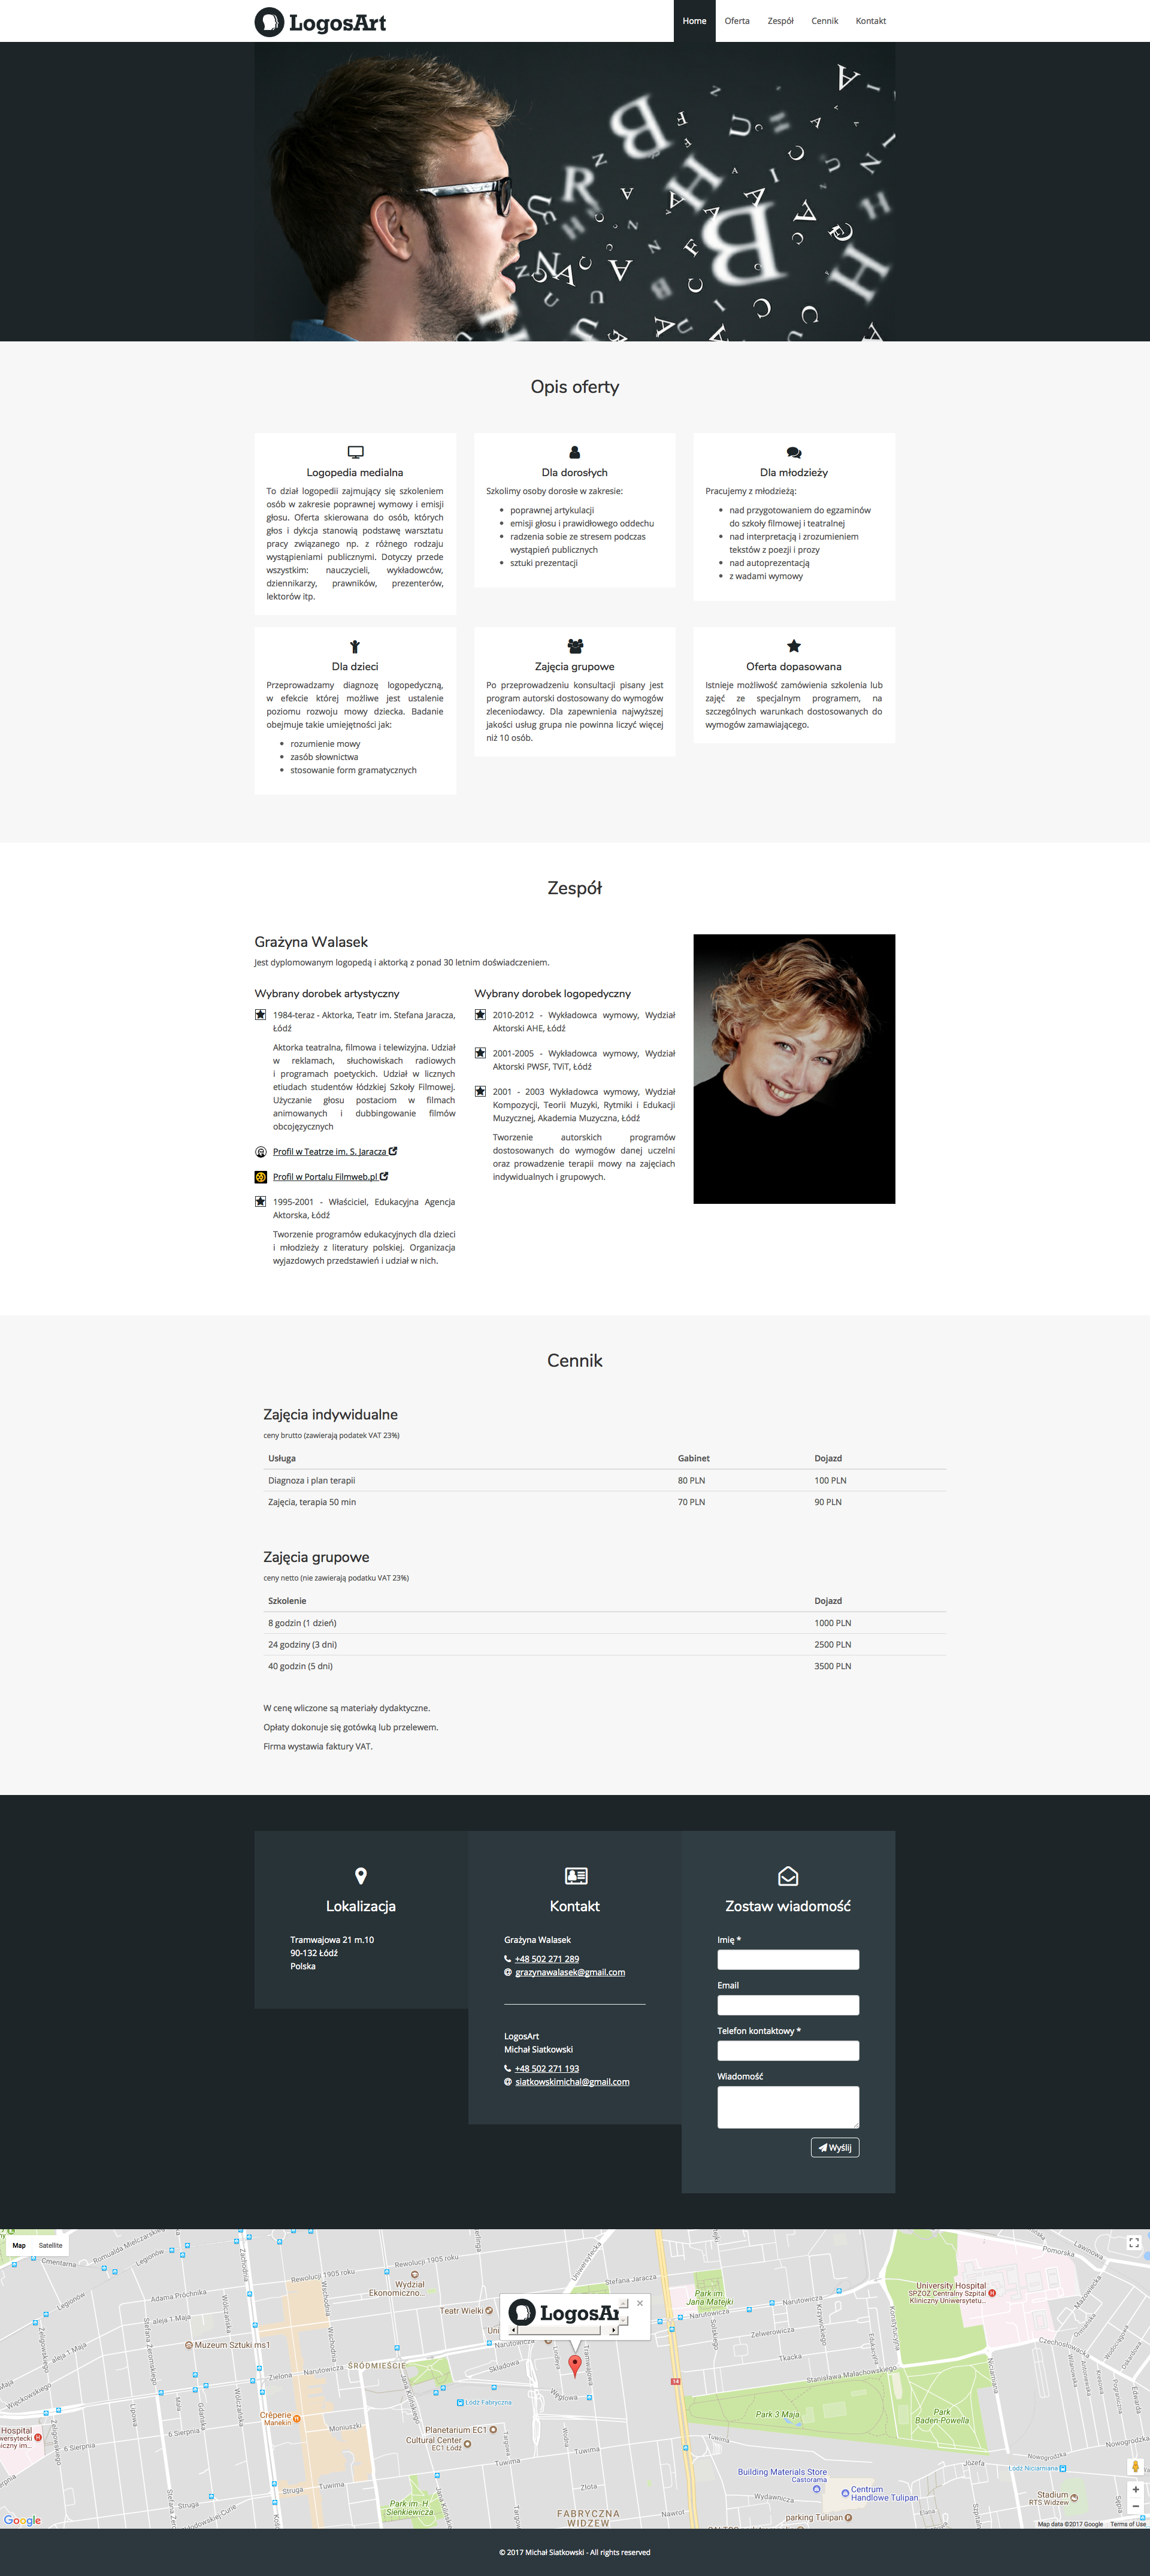 LogosArt
Home
Oferta
Zespół
Cennik
Kontakt
Opis oferty
Logopedia medialna
To dział logopedii zajmujący się szkoleniem
osób w zakresie poprawnej wymowy i emisji
głosu. Oferta skierowana do osób, których
głos i dykcja stanowią podstawę warsztatu
pracy związanego np. z różnego rodzaju
wystąpieniami publicznymi. Dotyczy przede
wszystkim: nauczycieli, wykładowców,
dziennikarzy, prawników, prezenterów,
lektorów itp.
Dla dorosłych
Szkolimy osoby dorosłe w zakresie:
poprawnej artykulacji
emisji głosu i prawidłowego oddechu
radzenia sobie ze stresem podczas
wystąpień publicznych
sztuki prezentacji
Dla młodzieży
Pracujemy z młodzieżą:
nad przygotowaniem do egzaminów
do szkoły filmowej i teatralnej
nad interpretacją i zrozumieniem
tekstów z poezji i prozy
nad autoprezentacją
z wadami wymowy
Dla dzieci
Przeprowadzamy diagnozę logopedyczną,
w efekcie której możliwe jest ustalenie
poziomu rozwoju mowy dziecka. Badanie
obejmuje takie umiejętności jak:
rozumienie mowy
zasób słownictwa
stosowanie form gramatycznych
Zajęcia grupowe
Po przeprowadzeniu konsultacji pisany jest
program autorski dostosowany do wymogów
zleceniodawcy. Dla zapewnienia najwyższej
jakości usług grupa nie powinna liczyć więcej
niż 10 osób.
Oferta dopasowana
Istnieje możliwość zamówienia szkolenia lub
zajęć ze specjalnym programem, na
szczególnych warunkach dostosowanych do
wymogów zamawiającego.
Zespół
Grażyna Walasek
Jest dyplomowanym logopedą i aktorką z ponad 30 letnim doświadczeniem.
Wybrany dorobek artystyczny
1984-teraz - Aktorka, Teatr im. Stefana Jaracza,
Łódź
Aktorka teatralna, filmowa i telewizyjna. Udział
w reklamach, słuchowiskach radiowych
i programach poetyckich. Udział w licznych
etiudach studentów łódzkiej Szkoły Filmowej.
Użyczanie głosu postaciom w filmach
animowanych i dubbingowanie filmów
obcojęzycznych
Profil w Teatrze im. S. Jaracza
Profil w Portalu Filmweb.pl
1995-2001 - Właściciel, Edukacyjna Agencja
Aktorska, Łódź
Tworzenie programów edukacyjnych dla dzieci
i młodzieży z literatury polskiej. Organizacja
wyjazdowych przedstawień i udział w nich.
Wybrany dorobek logopedyczny
2010-2012 - Wykładowca wymowy, Wydział
Aktorski AHE, Łódź
2001-2005 - Wykładowca wymowy, Wydział
Aktorski PWSF, TViT, Łódź
2001 - 2003 Wykładowca wymowy, Wydział
Kompozycji, Teorii Muzyki, Rytmiki i Edukacji
Muzycznej, Akademia Muzyczna, Łódź
Tworzenie autorskich programów
dostosowanych do wymogów danej uczelni
oraz prowadzenie terapii mowy na zajęciach
indywidualnych i grupowych.
Cennik
Zajęcia indywidualne
ceny brutto (zawierają podatek VAT 23%)
Usługa Gabinet Dojazd
Diagnoza i plan terapii 80 PLN 100 PLN
Zajęcia, terapia 50 min 70 PLN 90 PLN
Zajęcia grupowe
ceny netto (nie zawierają podatku VAT 23%)
Szkolenie Dojazd
8 godzin (1 dzień) 1000 PLN
24 godziny (3 dni) 2500 PLN
40 godzin (5 dni) 3500 PLN
W cenę wliczone są materiały dydaktyczne.
Opłaty dokonuje się gotówką lub przelewem.
Firma wystawia faktury VAT.
Lokalizacja
Tramwajowa 21 m.10
90-132 Łódź
Polska
Kontakt
Grażyna Walasek
+48 502 271 289
grazynawalasek@gmail.com
LogosArt
Michał Siatkowski
+48 502 271 193
siatkowskimichal@gmail.com
Zostaw wiadomość
Imię *
Email
Telefon kontaktowy *
Wiadomość
Wyślij
Map
Satellite
Wydział
Ekonomiczno...
Teatr Wielki
Muzeum Sztuki ms1
ŚRÓDMIEŚCIE
LogosAr
Park im.
Jana Matejki
University Hospital
SPZOZ Centralny Szpital
Kliniczny Uniwersytetu...
Crêperie
Manekin
Łódź Fabryczna
Planetarium EC1
Cultural Center
EC1 Łódź
Park 3 Maja
Park
Baden-Powella
Building Materials Store
Castorama
Centrum
Handlowe Tulipan
Łódź Niciarniana
Stadium
RTS Widzew
Park im. H.
Sienkiewicza
FABRYCZNA
WIDZEW
parking Tulipan
Google
Map data ©2017 Google
Terms of Use
© 2017 Michał Siatkowski - All rights reserved